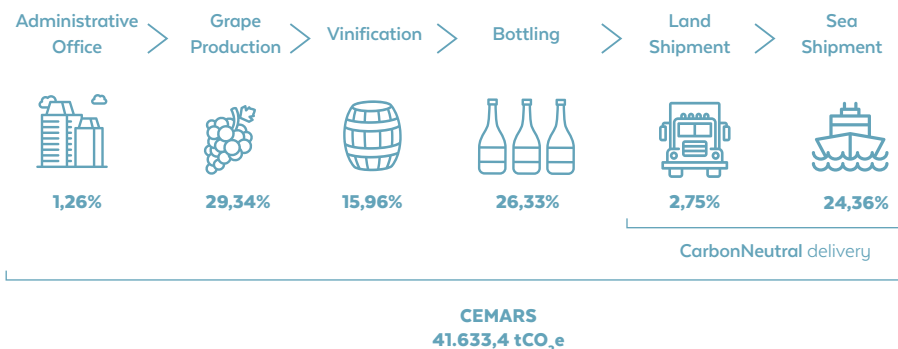 Administrative
Office
Grape
Production
Vinification
Bottling
Land
Shipment
Sea
Shipment
1,26%
29,34%
15,96%
26,33%
2,75%
24,36%
CarbonNeutral delivery
CEMARS
41.633,4 tCO₂e